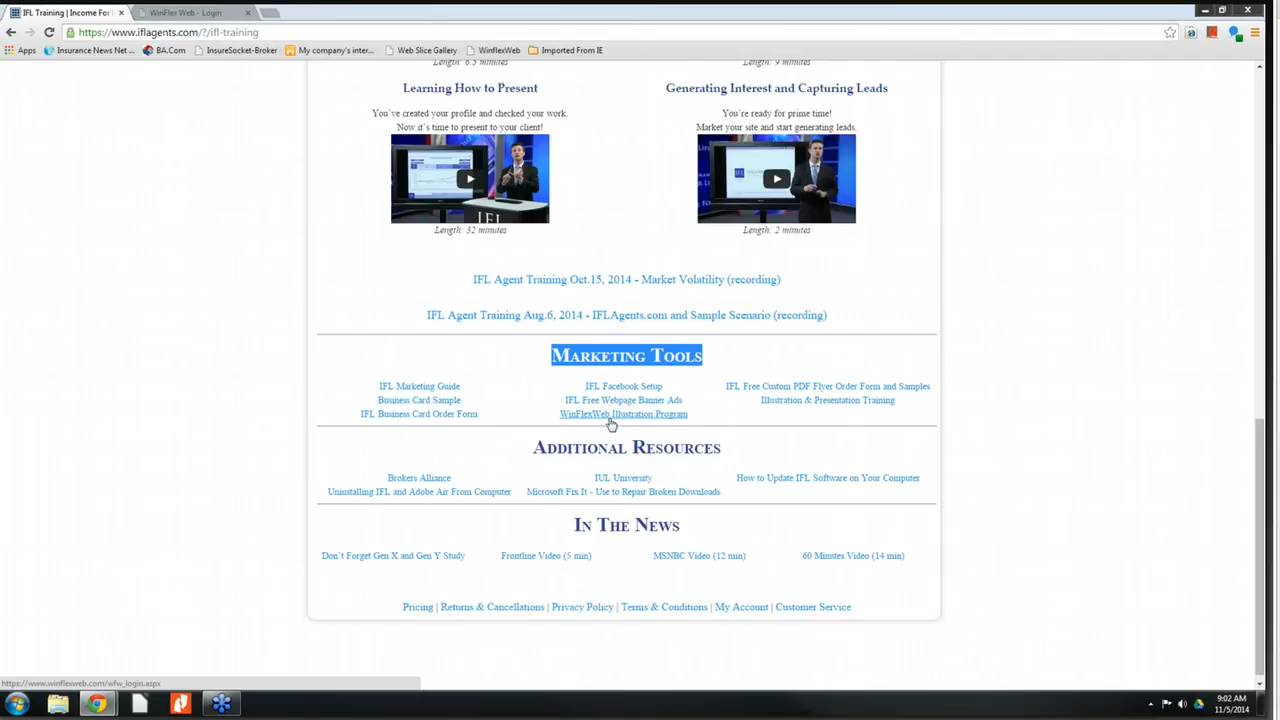 IFL Training | Income For
WinFlex Web - Login
https://www.iflagents.com/?/ifl-training
Apps
Insurance News Net ...
BA.Com
InsureSocket-Broker
My company's inter...
Web Slice Gallery
WinflexWeb
Imported From IE
Length: 6.5 minutes
Length: 9 minutes
Learning How to Present
Generating Interest and Capturing Leads
You've created your profile and checked your work.
You're ready for prime time!
Now it's time to present to your client!
Market your site and start generating leads.
IFL
Length: 32 minutes
Length: 2 minutes
IFL Agent Training Oct.15, 2014 - Market Volatility (recording)
IFL Agent Training Aug.6, 2014 - IFLAgents.com and Sample Scenario (recording)
Marketing Tools
IFL Marketing Guide
IFL Facebook Setup
IFL Free Custom PDF Flyer Order Form and Samples
Business Card Sample
IFL Free Webpage Banner Ads
Illustration & Presentation Training
IFL Business Card Order Form
WinFlexWeb Illustration Program
Additional Resources
Brokers Alliance
IUL University
How to Update IFL Software on Your Computer
Uninstalling IFL and Adobe Air From Computer
Microsoft Fix It - Use to Repair Broken Downloads
In The News
Don't Forget Gen X and Gen Y Study
Frontline Video (5 min)
MSNBC Video (12 min)
60 Minutes Video (14 min)
Pricing | Returns & Cancellations | Privacy Policy | Terms & Conditions | My Account | Customer Service
https://www.winflexweb.com/wfw_login.aspx
9:02 AM
11/5/2014